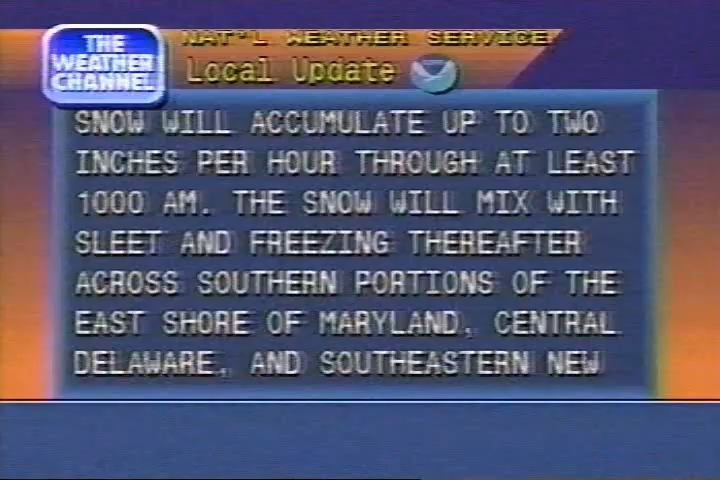 THE
WEATHER
CHANNEL
NAT'L WEATHER SERVICE
Local Update
SNOW WILL ACCUMULATE UP TO TWO
INCHES PER HOUR THROUGH AT LEAST
1000 AM. THE SNOW WILL MIX WITH
SLEET AND FREEZING THEREAFTER
ACROSS SOUTHERN PORTIONS OF THE
EAST SHORE OF MARYLAND, CENTRAL
DELAWARE, AND SOUTHEASTERN NEW